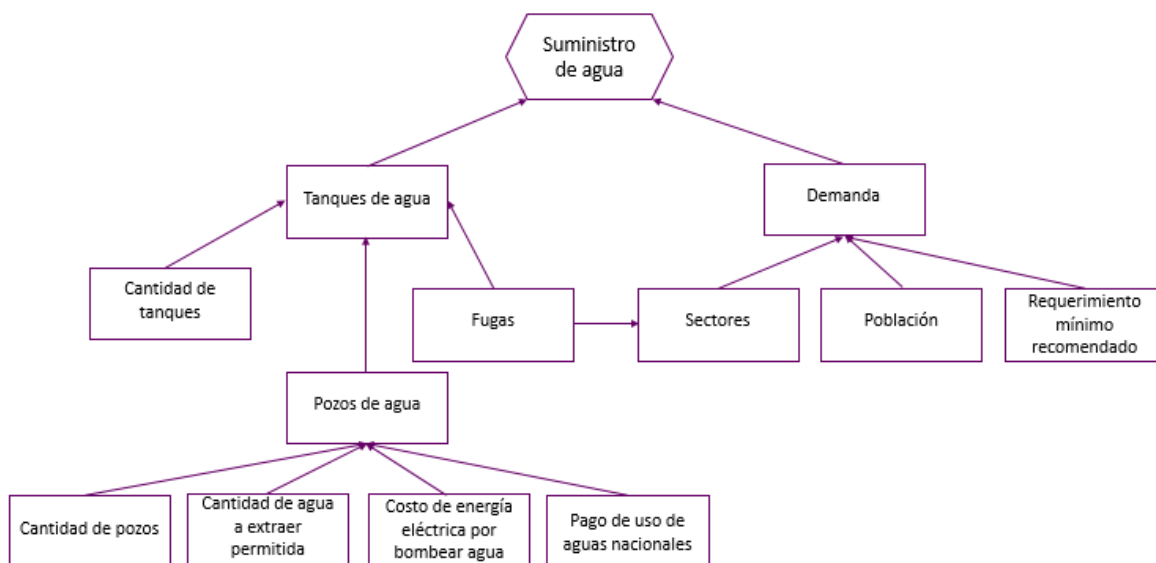 Suministro
de agua
Tanques de agua
Demanda
Cantidad de
tanques
Fugas
Sectores
Población
Requerimiento
mínimo
recomendado
Pozos de agua
Cantidad de pozos
Cantidad de agua
a extraer
permitida
Costo de energía
eléctrica por
bombear agua
Pago de uso de
aguas nacionales